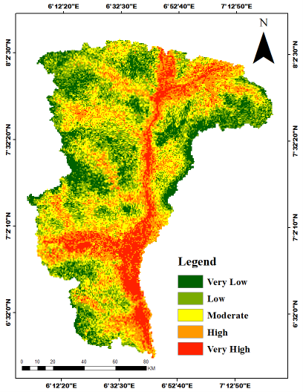 6°12'20"E 6°32'30"E 6°52'40"E 7°12'50"E
N
8°2'30"N 8°2'30"N
7°32'20"N 7°32'20"N
7°2'10"N 7°2'10"N
Legend
Very Low
Low
Moderate
High
Very High
6°32'0"N 6°32'0"N
0 10 20 40 60 80
KM
6°12'20"E 6°32'30"E 6°52'40"E 7°12'50"E